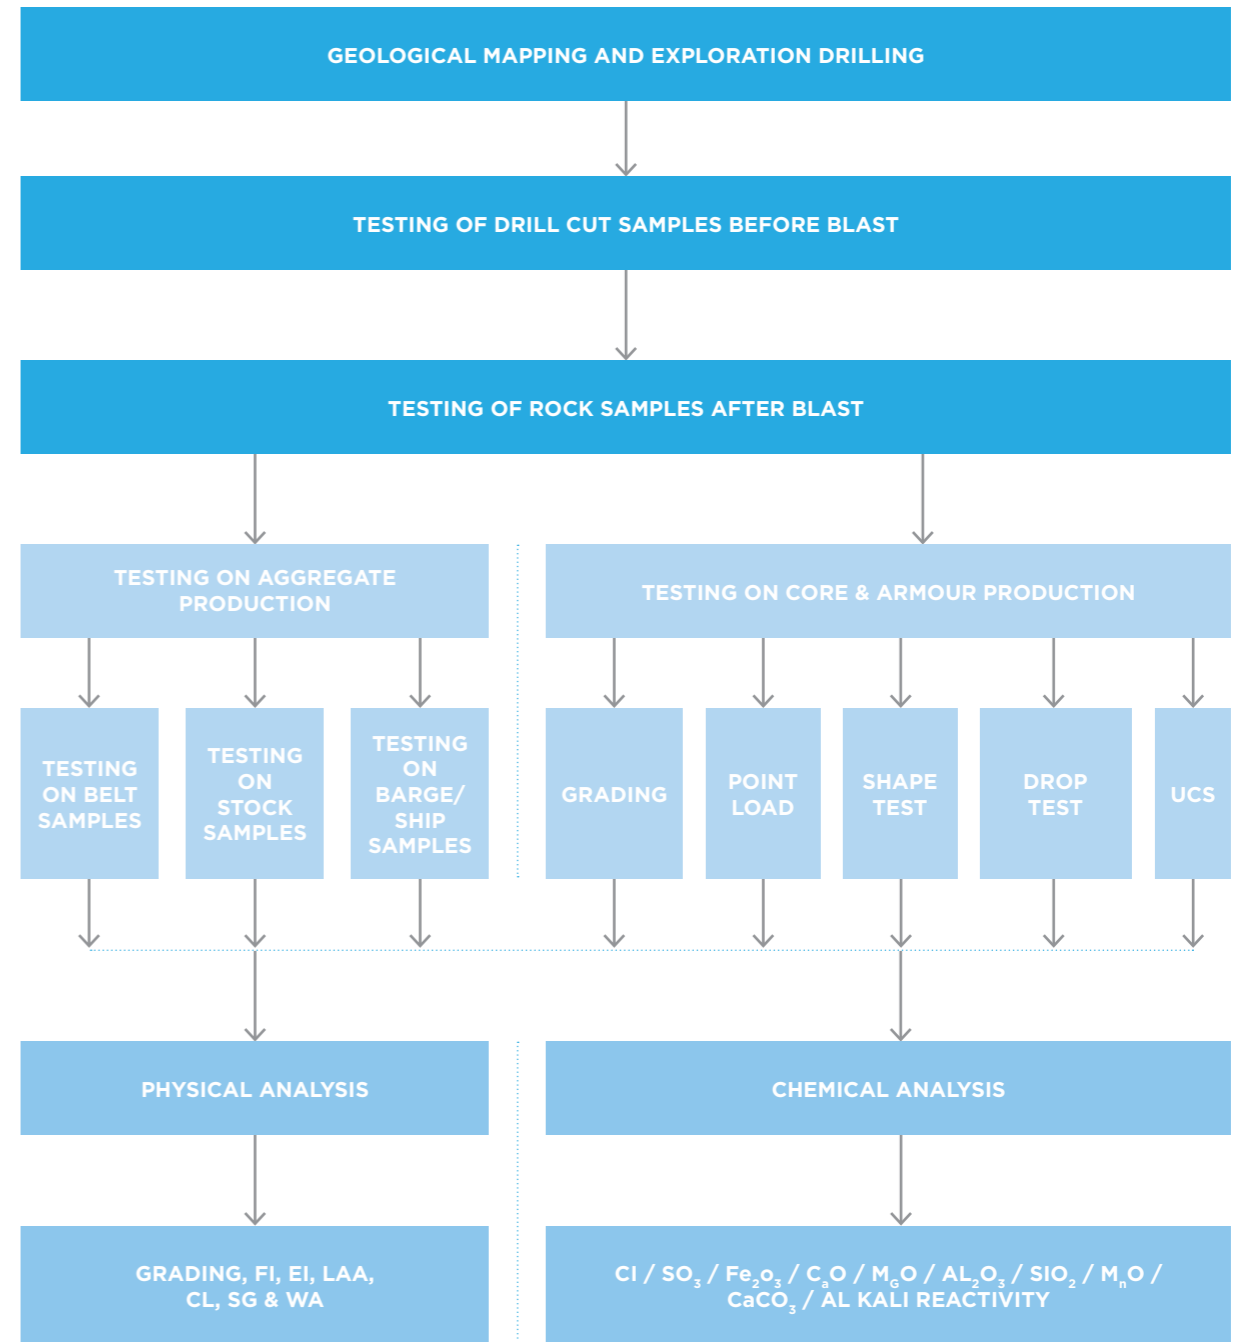 GEOLOGICAL MAPPING AND EXPLORATION DRILLING
TESTING OF DRILL CUT SAMPLES BEFORE BLAST
TESTING OF ROCK SAMPLES AFTER BLAST
TESTING ON AGGREGATE
PRODUCTION
TESTING ON CORE & ARMOUR PRODUCTION
TESTING
ON BELT
SAMPLES
TESTING
ON
STOCK
SAMPLES
TESTING
ON
BARGE/
SHIP
SAMPLES
GRADING
POINT
LOAD
SHAPE
TEST
DROP
TEST
UCS
PHYSICAL ANALYSIS
CHEMICAL ANALYSIS
GRADING, FI, EI, LAA,
CL, SG & WA
CI / SO₃ / Fe₂o₃ / CₐO / M_GO / AL₂O₃ / SIO₂ / MₙO /
CaCO₃ / AL KALI REACTIVITY